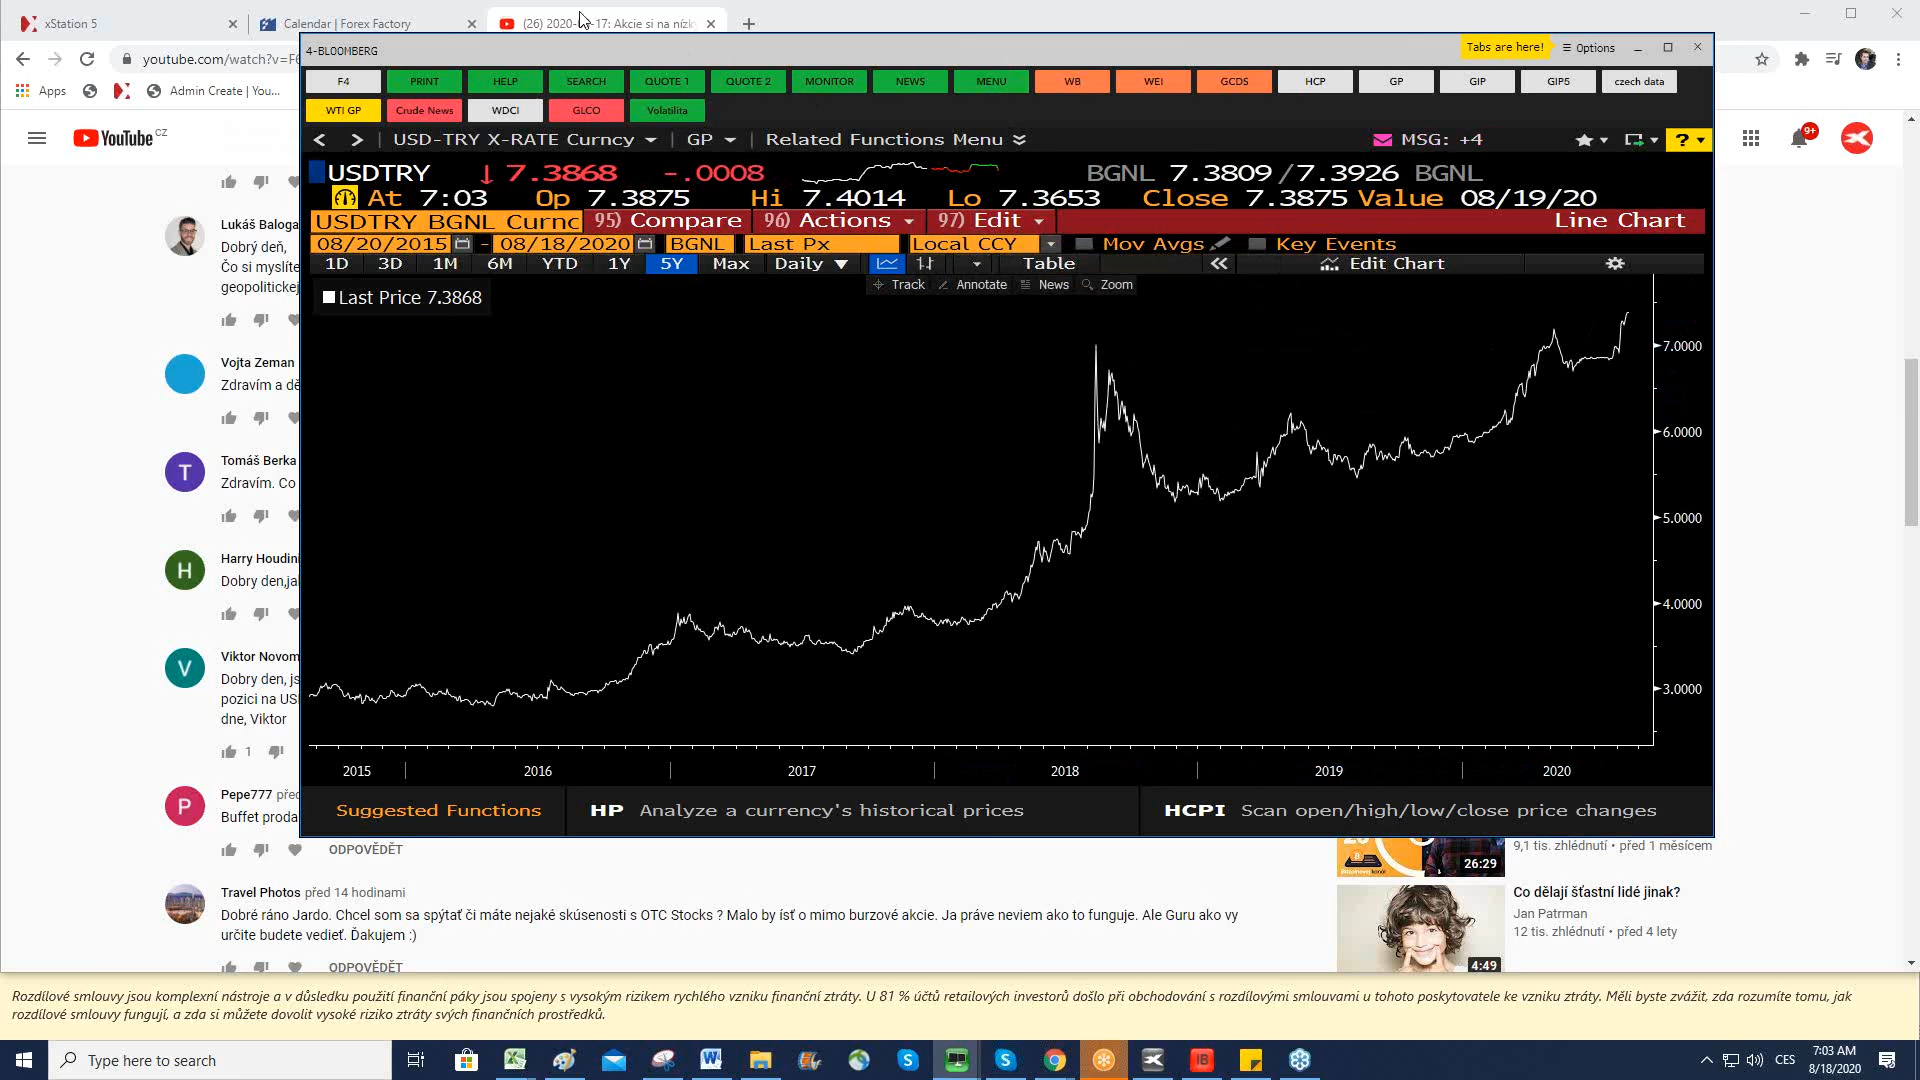 xStation 5
Calendar | Forex Factory
(26) 2020-
-17: Akcie si na nízk
youtube.com/watch?v=F6
Apps
Admin Create | You...
4-BLOOMBERG
Tabs are here!
Options
F4
PRINT
HELP
SEARCH
QUOTE 1
QUOTE 2
MONITOR
NEWS
MENU
WB
WEI
GCDS
HCP
GP
GIP
GIP5
czech data
WTI GP
Crude News
WDCI
GLCO
Volatilita
USD-TRY X-RATE Curncy
GP
Related Functions Menu
MSG: +4
?
USDTRY ↓ 7.3868 -.0008 BGNL 7.3809/7.3926 BGNL
At 7:03 Op 7.3875 Hi 7.4014 Lo 7.3653 Close 7.3875 Value 08/19/20
USDTRY BGNL Curnc 95) Compare 96) Actions 97) Edit Line Chart
08/20/2015 - 08/18/2020 BGNL Last Px Local CCY Mov Avgs Key Events
1D 3D 1M 6M YTD 1Y 5Y Max Daily Table Edit Chart
Track Annotate News Zoom
Last Price 7.3868
7.0000
6.0000
5.0000
4.0000
3.0000
2015 2016 2017 2018 2019 2020
Suggested Functions HP Analyze a currency's historical prices HCPI Scan open/high/low/close price changes
YouTube CZ
9+
Lukáš Baloga
Dobrý deň,
Čo si myslíte
geopolitickej
Vojta Zeman
Zdravím a dě
Tomáš Berka
T
Zdravím. Co
Harry Houdini
H
Dobry den,jal
Viktor Novom
V
Dobry den, js
pozici na US
dne, Viktor
1
Pepe777 před
P
Buffet proda
ODPOVĚDĚT
Travel Photos před 14 hodinami
Dobré ráno Jardo. Chcel som sa spýtať či máte nejaké skúsenosti s OTC Stocks ? Malo by ísť o mimo burzové akcie. Ja práve neviem ako to funguje. Ale Guru ako vy
určite budete vedieť. Ďakujem :)
ODPOVĚDĚT
26:29
9,1 tis. zhlédnutí • před 1 měsícem
Co dělají šťastní lidé jinak?
Jan Patrman
12 tis. zhlédnutí • před 4 lety
4:49
Rozdílové smlouvy jsou komplexní nástroje a v důsledku použití finanční páky jsou spojeny s vysokým rizikem rychlého vzniku finanční ztráty. U 81 % účtů retailových investorů došlo při obchodování s rozdílovými smlouvami u tohoto poskytovatele ke vzniku ztráty. Měli byste zvážit, zda rozumíte tomu, jak
rozdílové smlouvy fungují, a zda si můžete dovolit vysoké riziko ztráty svých finančních prostředků.
Type here to search
IB
CES
7:03 AM
8/18/2020